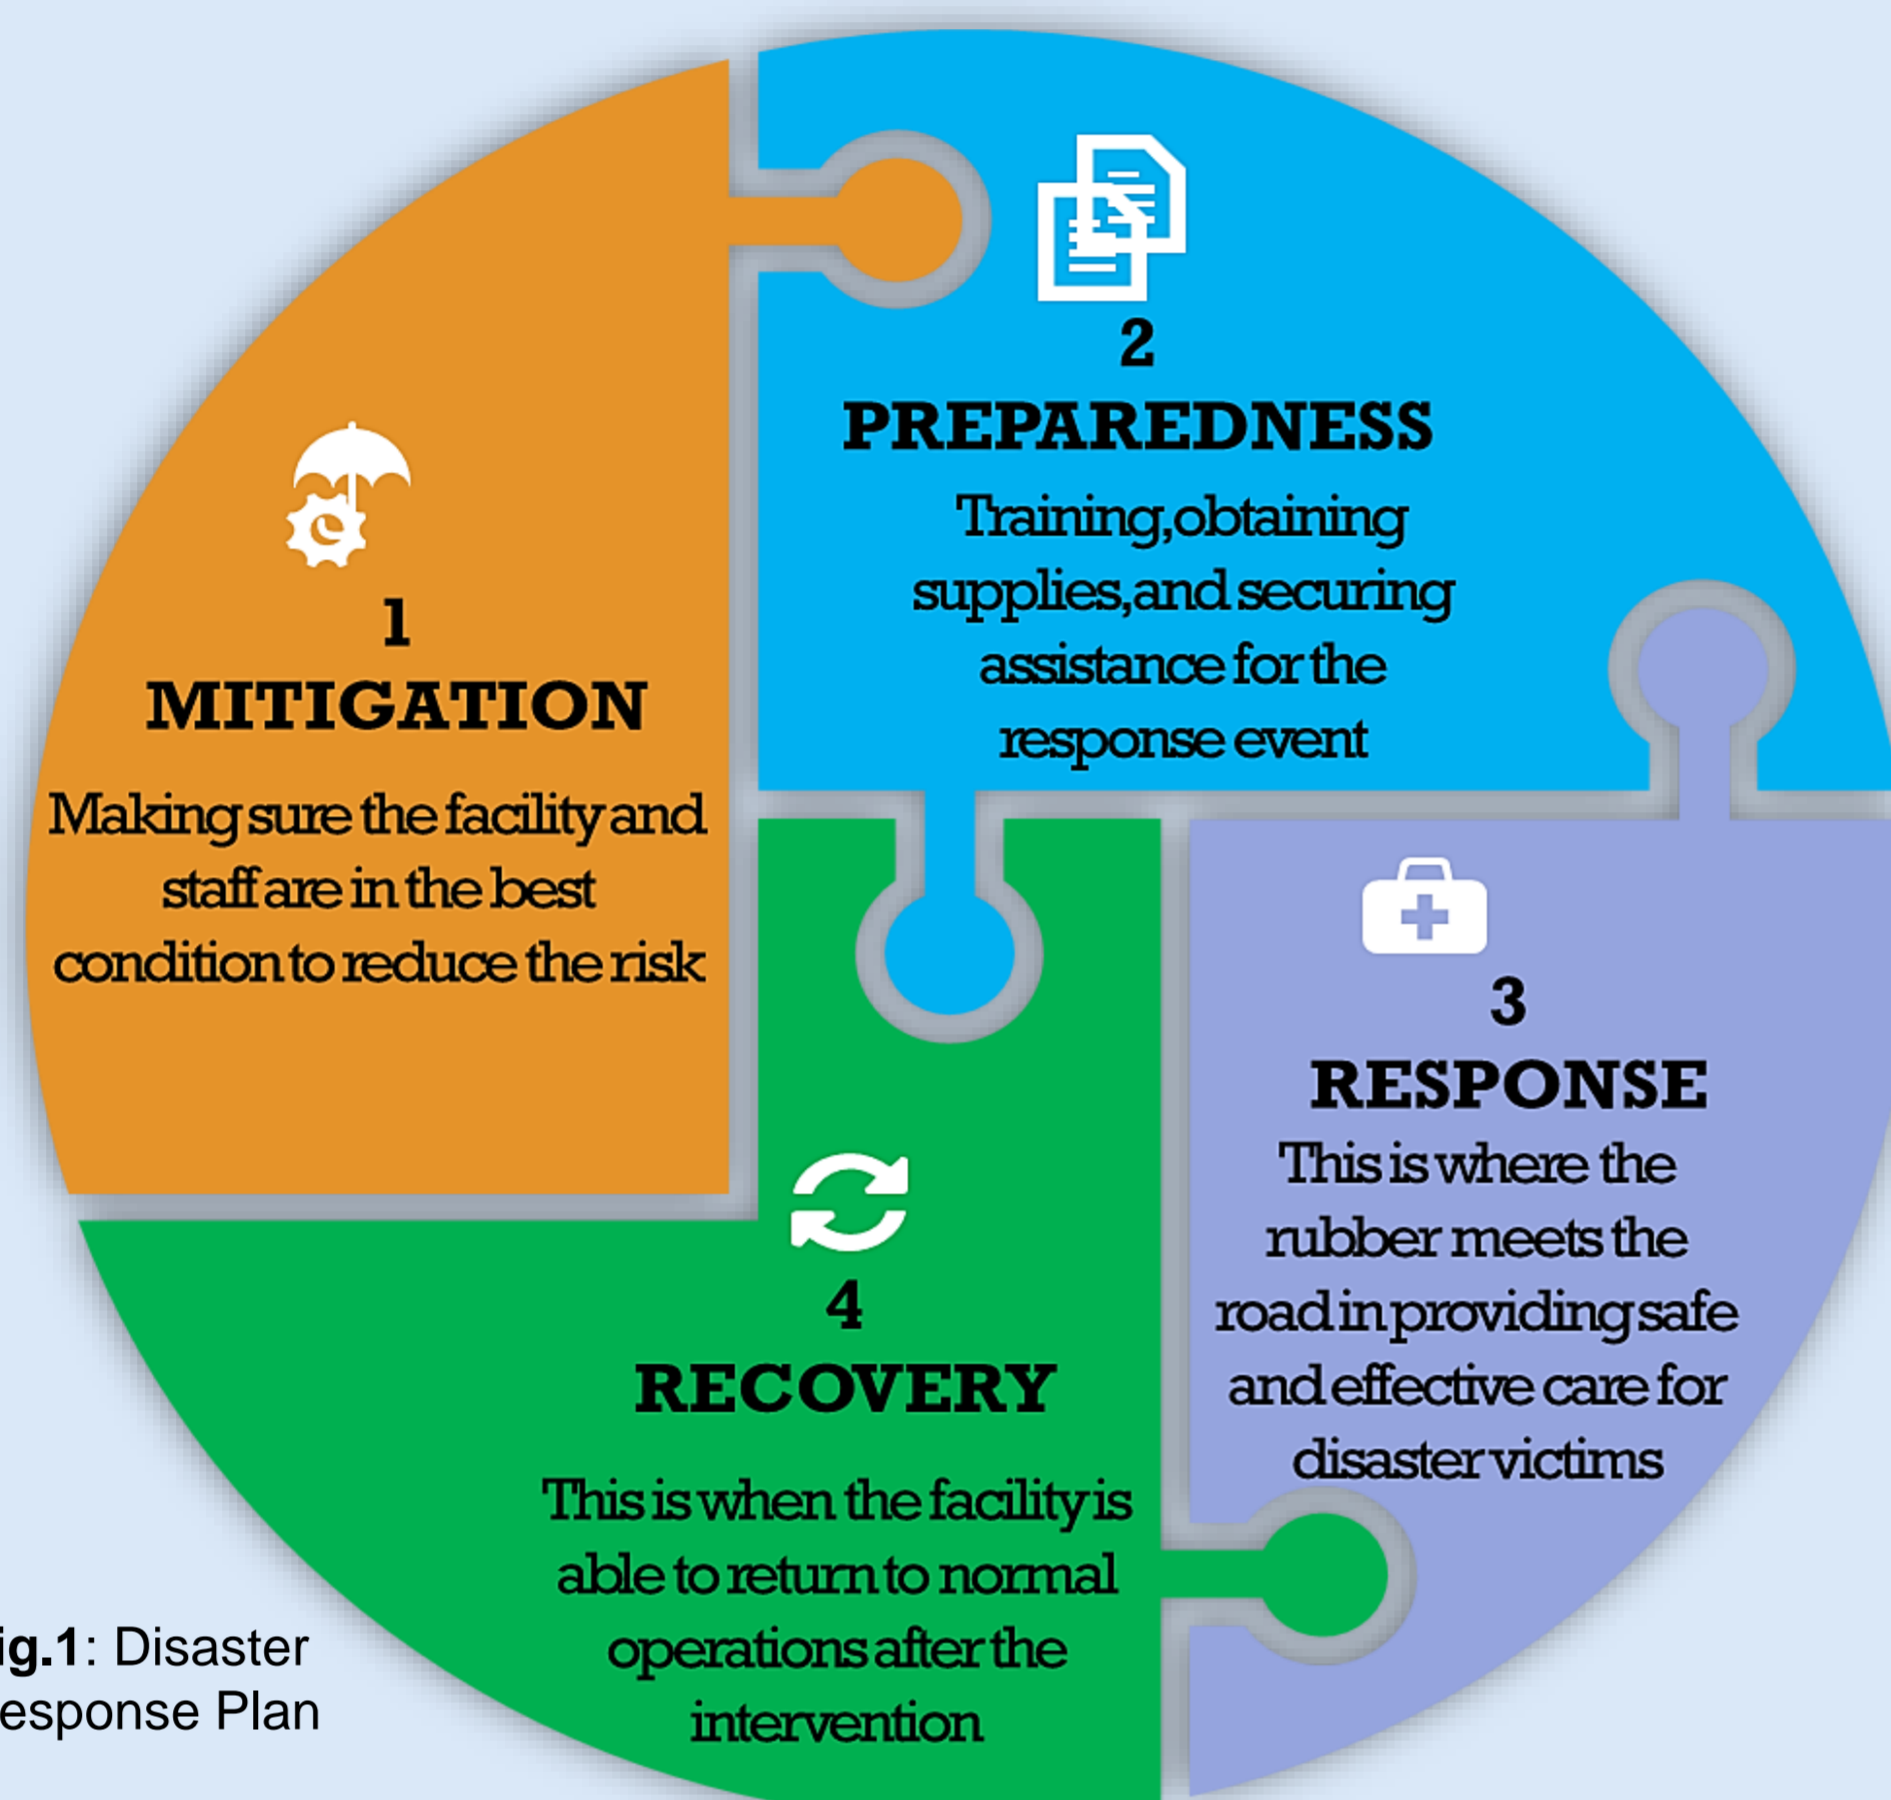 1
MITIGATION
Making sure the facility and
staff are in the best
condition to reduce the risk
2
PREPAREDNESS
Training, obtaining
supplies, and securing
assistance for the
response event
3
RESPONSE
This is where the
rubber meets the
road in providing safe
and effective care for
disaster victims
4
RECOVERY
This is when the facility is
able to return to normal
operations after the
intervention
ig.1: Disaster
esponse Plan